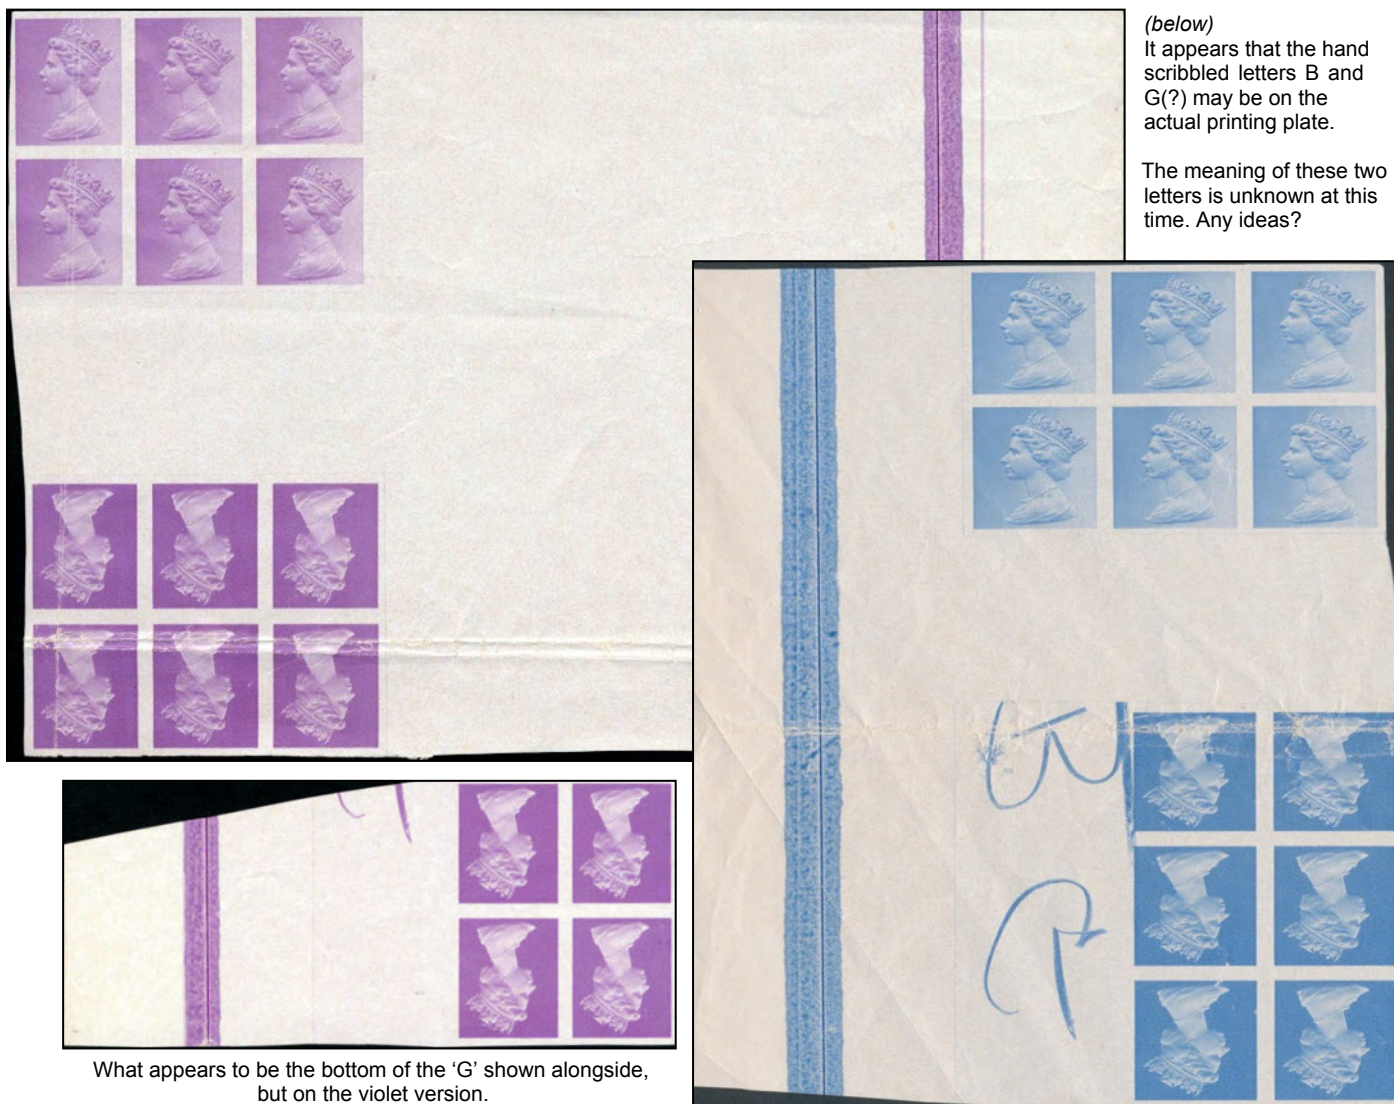 (below)
It appears that the hand
scribbled letters B and
G(?) may be on the
actual printing plate.
The meaning of these two
letters is unknown at this
time. Any ideas?
B
G
What appears to be the bottom of the ‘G’ shown alongside,
but on the violet version.